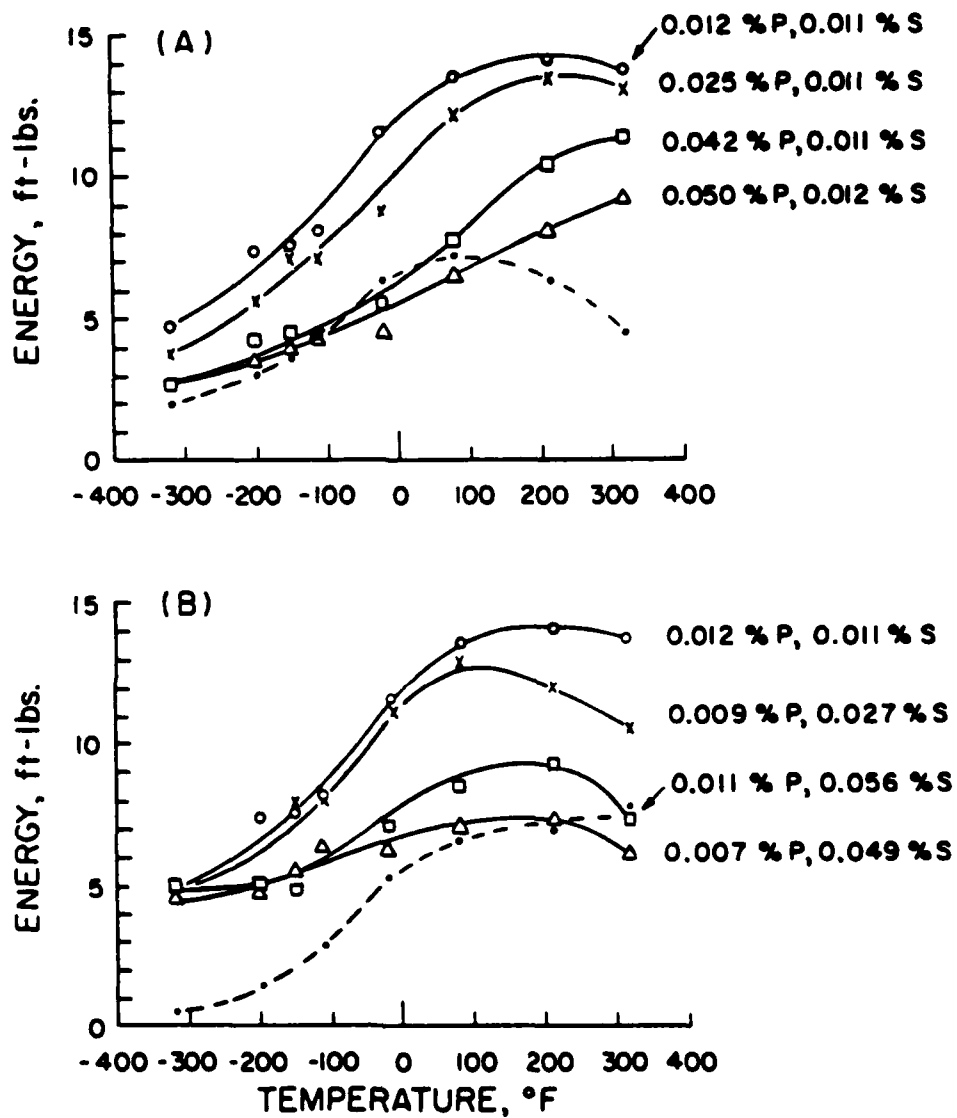 (A)
0.012 % P, 0.011 % S
0.025 % P, 0.011 % S
0.042 % P, 0.011 % S
0.050 % P, 0.012 % S
ENERGY, ft-lbs.
15
10
5
0
-400 -300 -200 -100 0 100 200 300 400
(B)
0.012 % P, 0.011 % S
0.009 % P, 0.027 % S
0.011 % P, 0.056 % S
0.007 % P, 0.049 % S
ENERGY, ft-lbs.
15
10
5
0
-400 -300 -200 -100 0 100 200 300 400
TEMPERATURE, °F